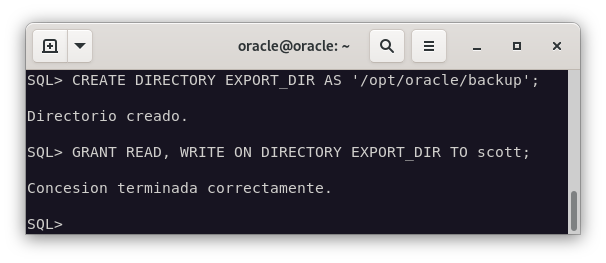 oracle@oracle: ~
SQL> CREATE DIRECTORY EXPORT_DIR AS '/opt/oracle/backup';
Directorio creado.
SQL> GRANT READ, WRITE ON DIRECTORY EXPORT_DIR TO scott;
Concesion terminada correctamente.
SQL>